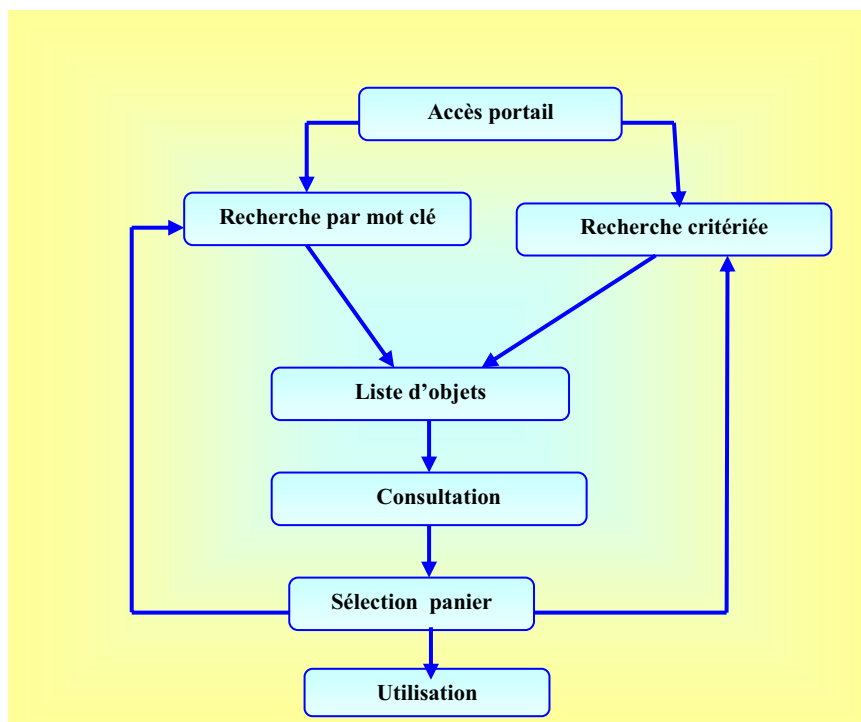 Accès portail
Recherche par mot clé
Recherche critériée
Liste d’objets
Consultation
Sélection panier
Utilisation